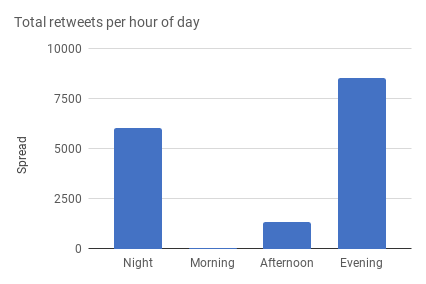 Total retweets per hour of day
10000
7500
5000
2500
0
Spread
Night
Morning
Afternoon
Evening